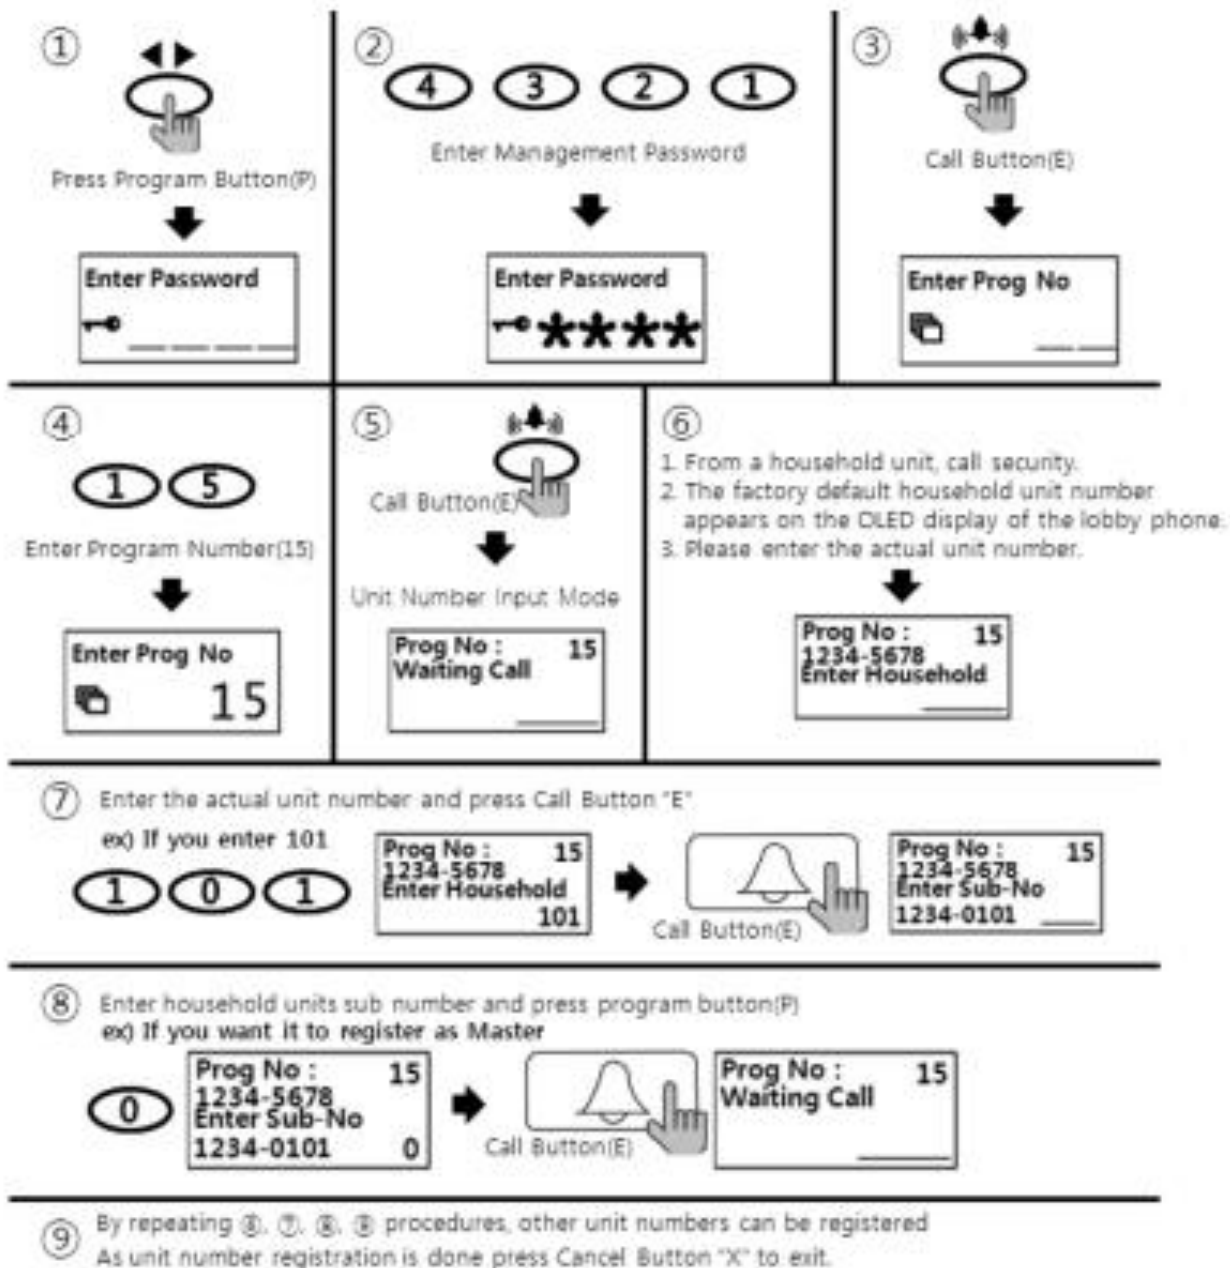 ①
Press Program Button(P)
Enter Password
②
4 3 2 1
Enter Management Password
Enter Password
****
③
Call Button(E)
Enter Prog No
④
1 5
Enter Program Number(15)
Enter Prog No
15
⑤
Call Button(E)
Unit Number Input Mode
Prog No : 15
Waiting Call
⑥
1. From a household unit, call security.
2. The factory default household unit number
appears on the OLED display of the lobby phone.
3. Please enter the actual unit number.
Prog No : 15
1234-5678
Enter Household
⑦ Enter the actual unit number and press Call Button "E"
ex) If you enter 101
1 0 1
Prog No : 15
1234-5678
Enter Household
101
Call Button(E)
Prog No : 15
1234-5678
Enter Sub-No
1234-0101
⑧ Enter household units sub number and press program button(P)
ex) If you want it to register as Master
0
Prog No : 15
1234-5678
Enter Sub-No
1234-0101 0
Call Button(E)
Prog No : 15
Waiting Call
⑨ By repeating ⑦, procedures, other unit numbers can be registered
As unit number registration is done press Cancel Button "X" to exit.